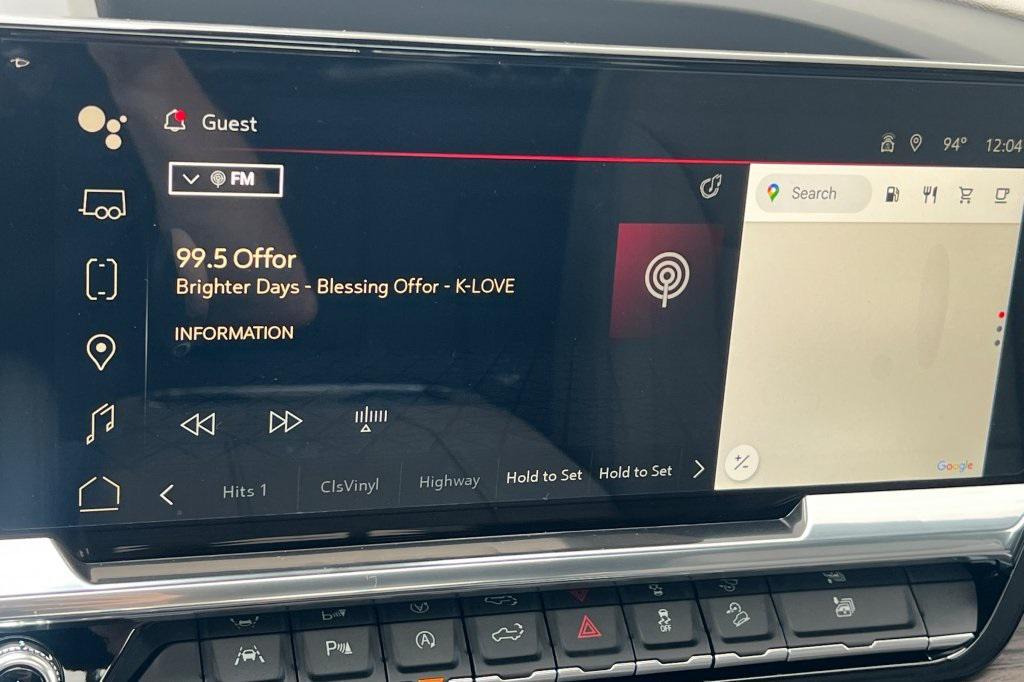 Guest
94° 12:04
FM
Search
99.5 Offor
Brighter Days - Blessing Offor - K-LOVE
INFORMATION
Hits 1 ClsVinyl Highway Hold to Set Hold to Set
Google
P
A
OFF